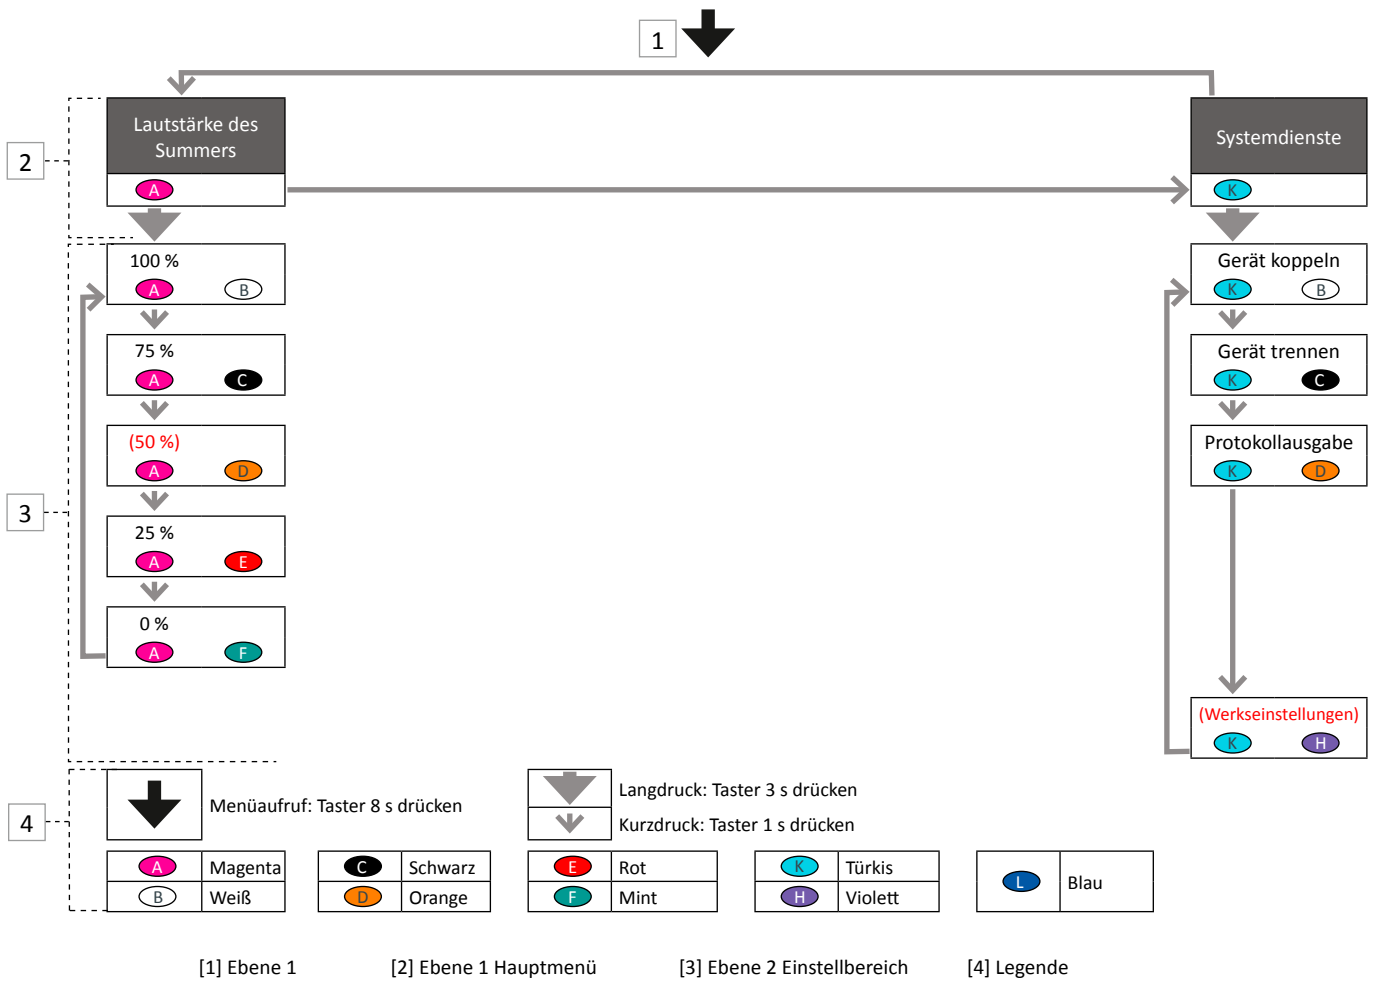 1
Lautstärke des
Summers
A
Systemdienste
K
2
100 %
A B
75 %
A C
(50 %)
A D
25 %
A E
0 %
A F
3
Gerät koppeln
K B
Gerät trennen
K C
Protokollausgabe
K D
(Werkseinstellungen)
K H
4
Menüaufruf: Taster 8 s drücken
Langdruck: Taster 3 s drücken
Kurzdruck: Taster 1 s drücken
A Magenta C Schwarz E Rot K Türkis L Blau
B Weiß D Orange F Mint H Violett
[1] Ebene 1 [2] Ebene 1 Hauptmenü [3] Ebene 2 Einstellbereich [4] Legende